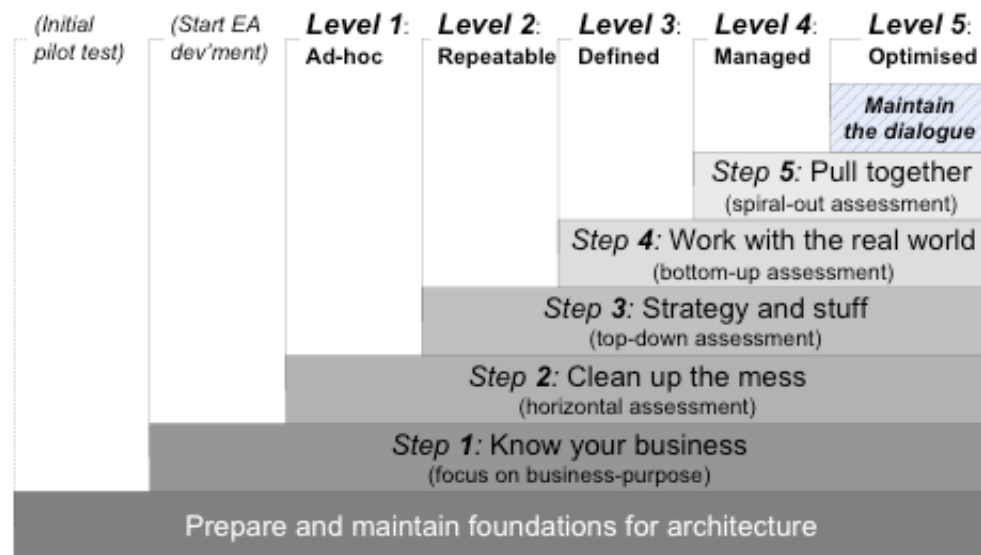 (Initial pilot test)
(Start EA dev'ment)
Level 1: Ad-hoc
Level 2: Repeatable
Level 3: Defined
Level 4: Managed
Level 5: Optimised
Maintain
the dialogue
Step 5: Pull together
(spiral-out assessment)
Step 4: Work with the real world
(bottom-up assessment)
Step 3: Strategy and stuff
(top-down assessment)
Step 2: Clean up the mess
(horizontal assessment)
Step 1: Know your business
(focus on business-purpose)
Prepare and maintain foundations for architecture